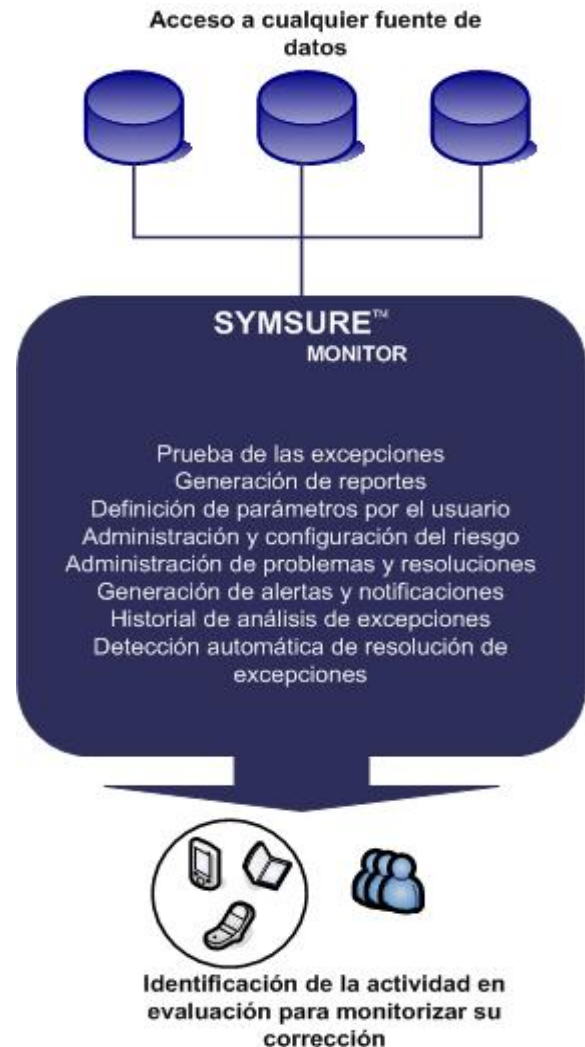 Acceso a cualquier fuente de
datos
SYMSURE™
MONITOR
Prueba de las excepciones
Generación de reportes
Definición de parámetros por el usuario
Administración y configuración del riesgo
Administración de problemas y resoluciones
Generación de alertas y notificaciones
Historial de análisis de excepciones
Detección automática de resolución de
excepciones
Identificación de la actividad en
evaluación para monitorizar su
corrección